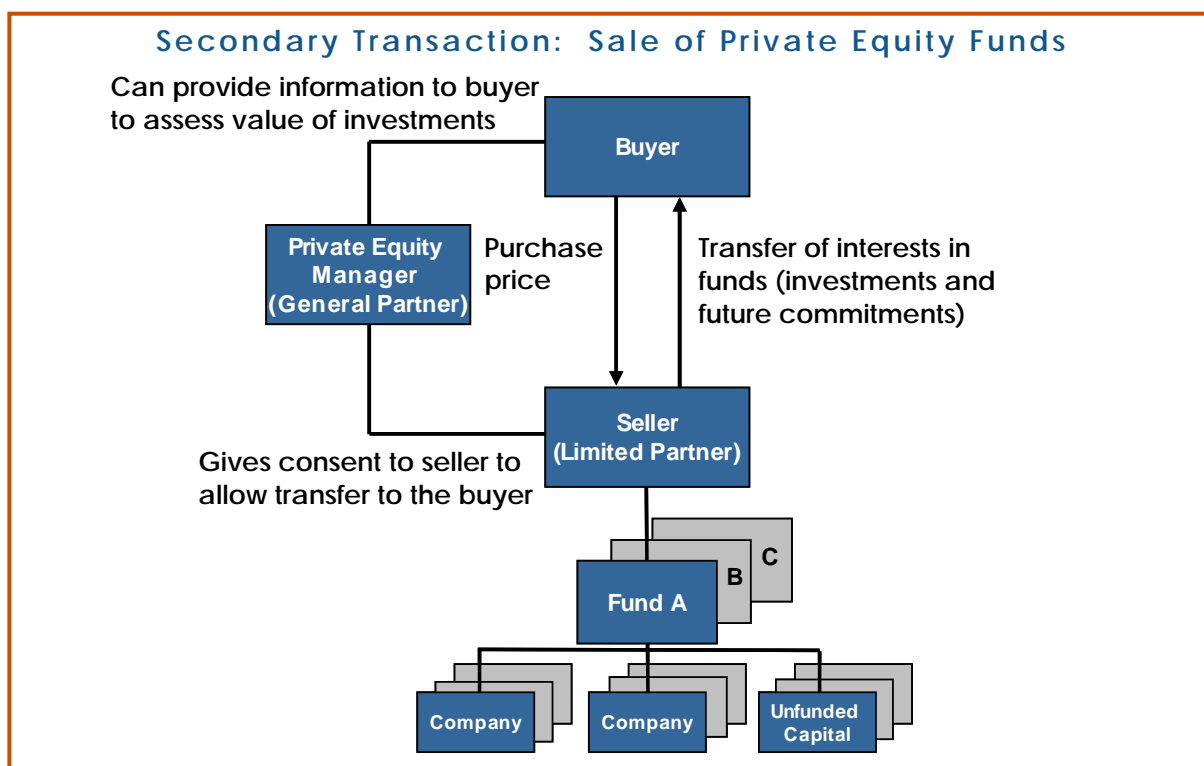 Secondary Transaction: Sale of Private Equity Funds
Can provide information to buyer
to assess value of investments
Buyer
Private Equity
Manager
(General Partner)
Purchase
price
Transfer of interests in
funds (investments and
future commitments)
Seller
(Limited Partner)
Gives consent to seller to
allow transfer to the buyer
C
B
Fund A
Company
Company
Unfunded
Capital